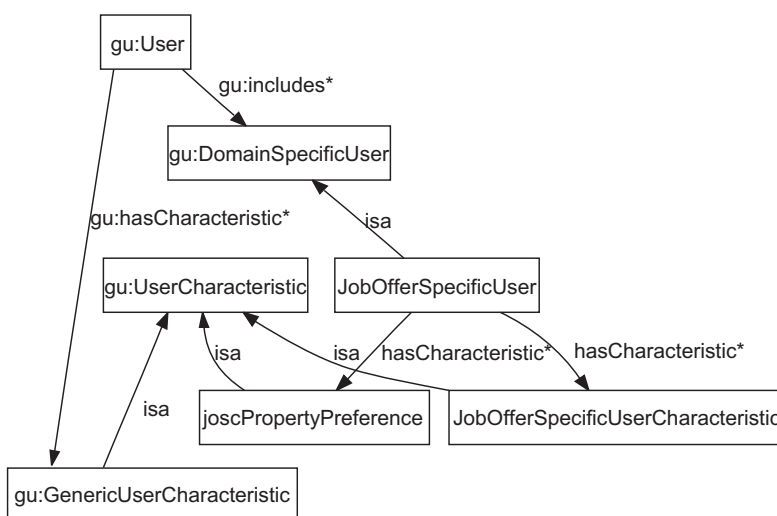 gu:User
gu:includes*
gu:DomainSpecificUser
gu:hasCharacteristic*
isa
gu:UserCharacteristic
JobOfferSpecificUser
isa
hasCharacteristic*
isa
hasCharacteristic*
isa
joscPropertyPreference
JobOfferSpecificUserCharacteristic
gu:GenericUserCharacteristic